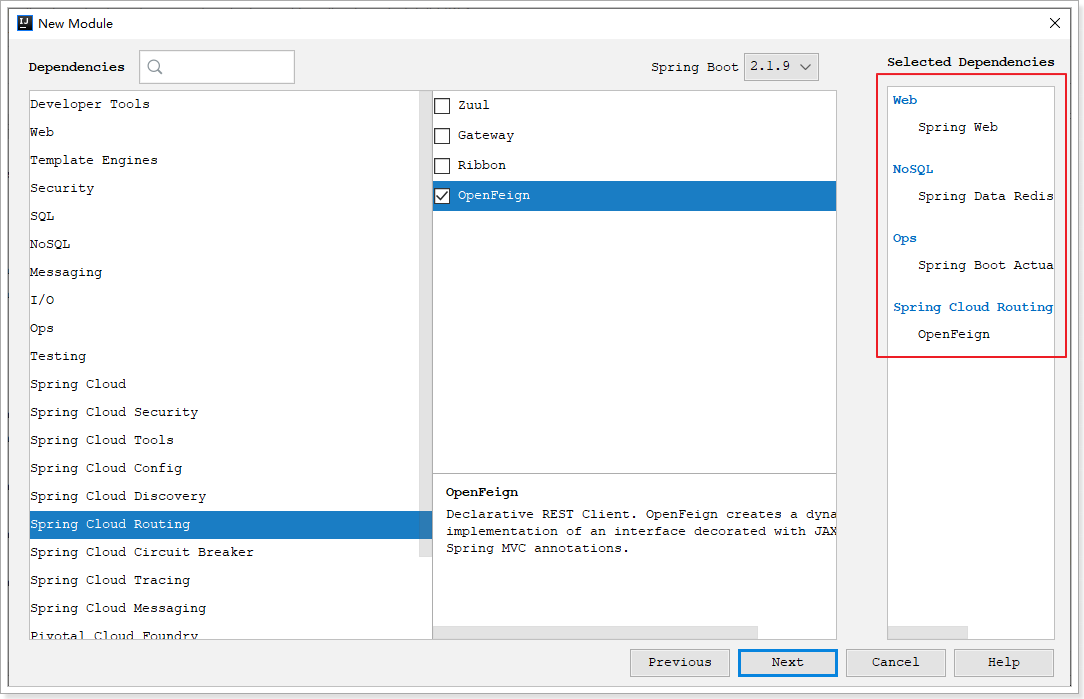 New Module
Dependencies
Spring Boot 2.1.9
Selected Dependencies
Developer Tools
Web
Template Engines
Security
SQL
NoSQL
Messaging
I/O
Ops
Testing
Spring Cloud
Spring Cloud Security
Spring Cloud Tools
Spring Cloud Config
Spring Cloud Discovery
Spring Cloud Routing
Spring Cloud Circuit Breaker
Spring Cloud Tracing
Spring Cloud Messaging
Pivotal Cloud Foundry
Zuul
Gateway
Ribbon
OpenFeign
OpenFeign
Declarative REST Client. OpenFeign creates a dyna
implementation of an interface decorated with JAX
Spring MVC annotations.
Web
Spring Web
NoSQL
Spring Data Redis
Ops
Spring Boot Actua
Spring Cloud Routing
OpenFeign
Previous
Next
Cancel
Help